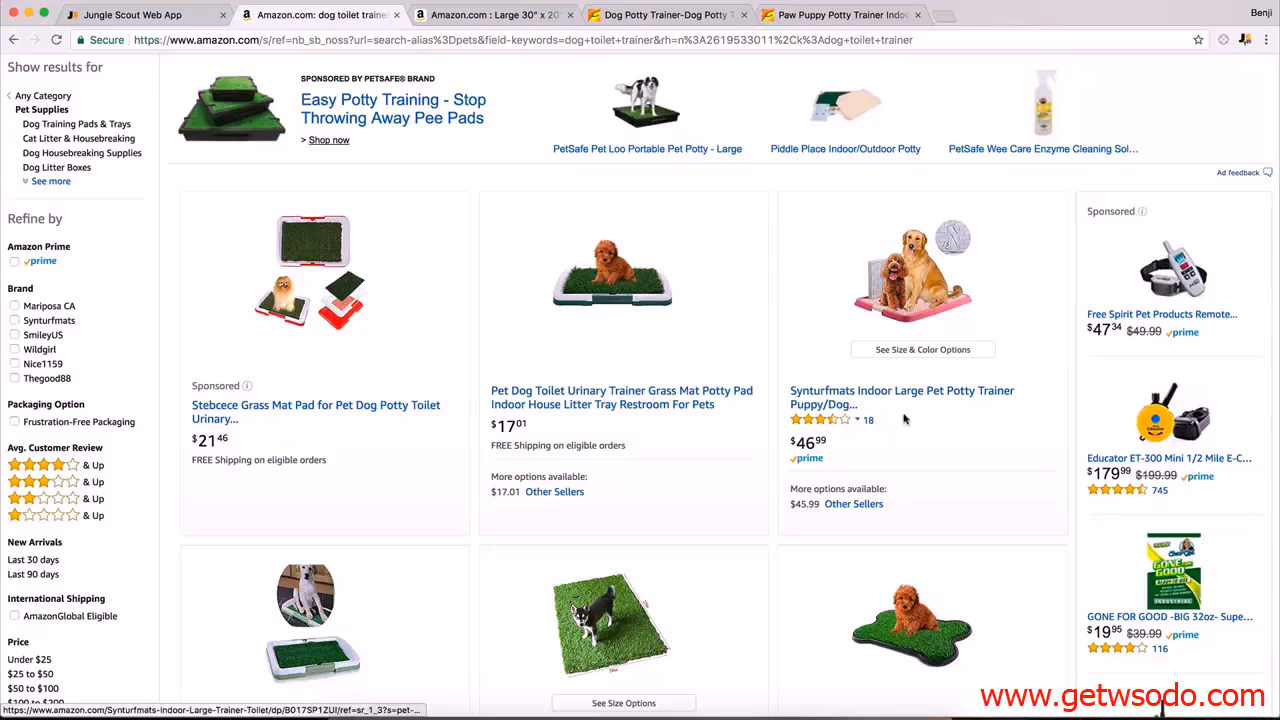 Jungle Scout Web App
Amazon.com: dog toilet trainer
Amazon.com : Large 30" x 20"
Dog Potty Trainer-Dog Potty T
Paw Puppy Potty Trainer Indoo
Benji
Secure
https://www.amazon.com/s/ref=nb_sb_noss?url=search-alias%3Dpets&field-keywords=dog+toilet+trainer&rh=n%3A2619533011%2Ck%3Adog+toilet+trainer
Show results for
Any Category
Pet Supplies
Dog Training Pads & Trays
Cat Litter & Housebreaking
Dog Housebreaking Supplies
Dog Litter Boxes
See more
Refine by
Amazon Prime
prime
Brand
Mariposa CA
Synturfmats
SmileyUS
Wildgirl
Nice1159
Thegood88
Packaging Option
Frustration-Free Packaging
Avg. Customer Review
& Up
& Up
& Up
& Up
New Arrivals
Last 30 days
Last 90 days
International Shipping
AmazonGlobal Eligible
Price
Under $25
$25 to $50
$50 to $100
SPONSORED BY PETSAFE® BRAND
Easy Potty Training - Stop
Throwing Away Pee Pads
> Shop now
PetSafe Pet Loo Portable Pet Potty - Large
Piddle Place Indoor/Outdoor Potty
PetSafe Wee Care Enzyme Cleaning Sol…
Ad feedback
Sponsored
Stebcece Grass Mat Pad for Pet Dog Potty Toilet
Urinary...
$21 46
FREE Shipping on eligible orders
Pet Dog Toilet Urinary Trainer Grass Mat Potty Pad
Indoor House Litter Tray Restroom For Pets
$17 01
FREE Shipping on eligible orders
More options available:
$17.01 Other Sellers
See Size & Color Options
Synturfmats Indoor Large Pet Potty Trainer
Puppy/Dog...
18
$46 99
prime
More options available:
$45.99 Other Sellers
See Size Options
Sponsored
Free Spirit Pet Products Remote...
$47 34 $49.99 prime
Educator ET-300 Mini 1/2 Mile E-C...
$179 99 $199.99 prime
745
GONE FOR GOOD
GONE FOR GOOD -BIG 32oz- Supe...
$19 95 $39.99 prime
116
https://www.amazon.com/Synturfmats-Indoor-Large-Trainer-Toilet/dp/B017SP1ZUI/ref=sr_1_3?s=pet-...
www.getwsodo.com